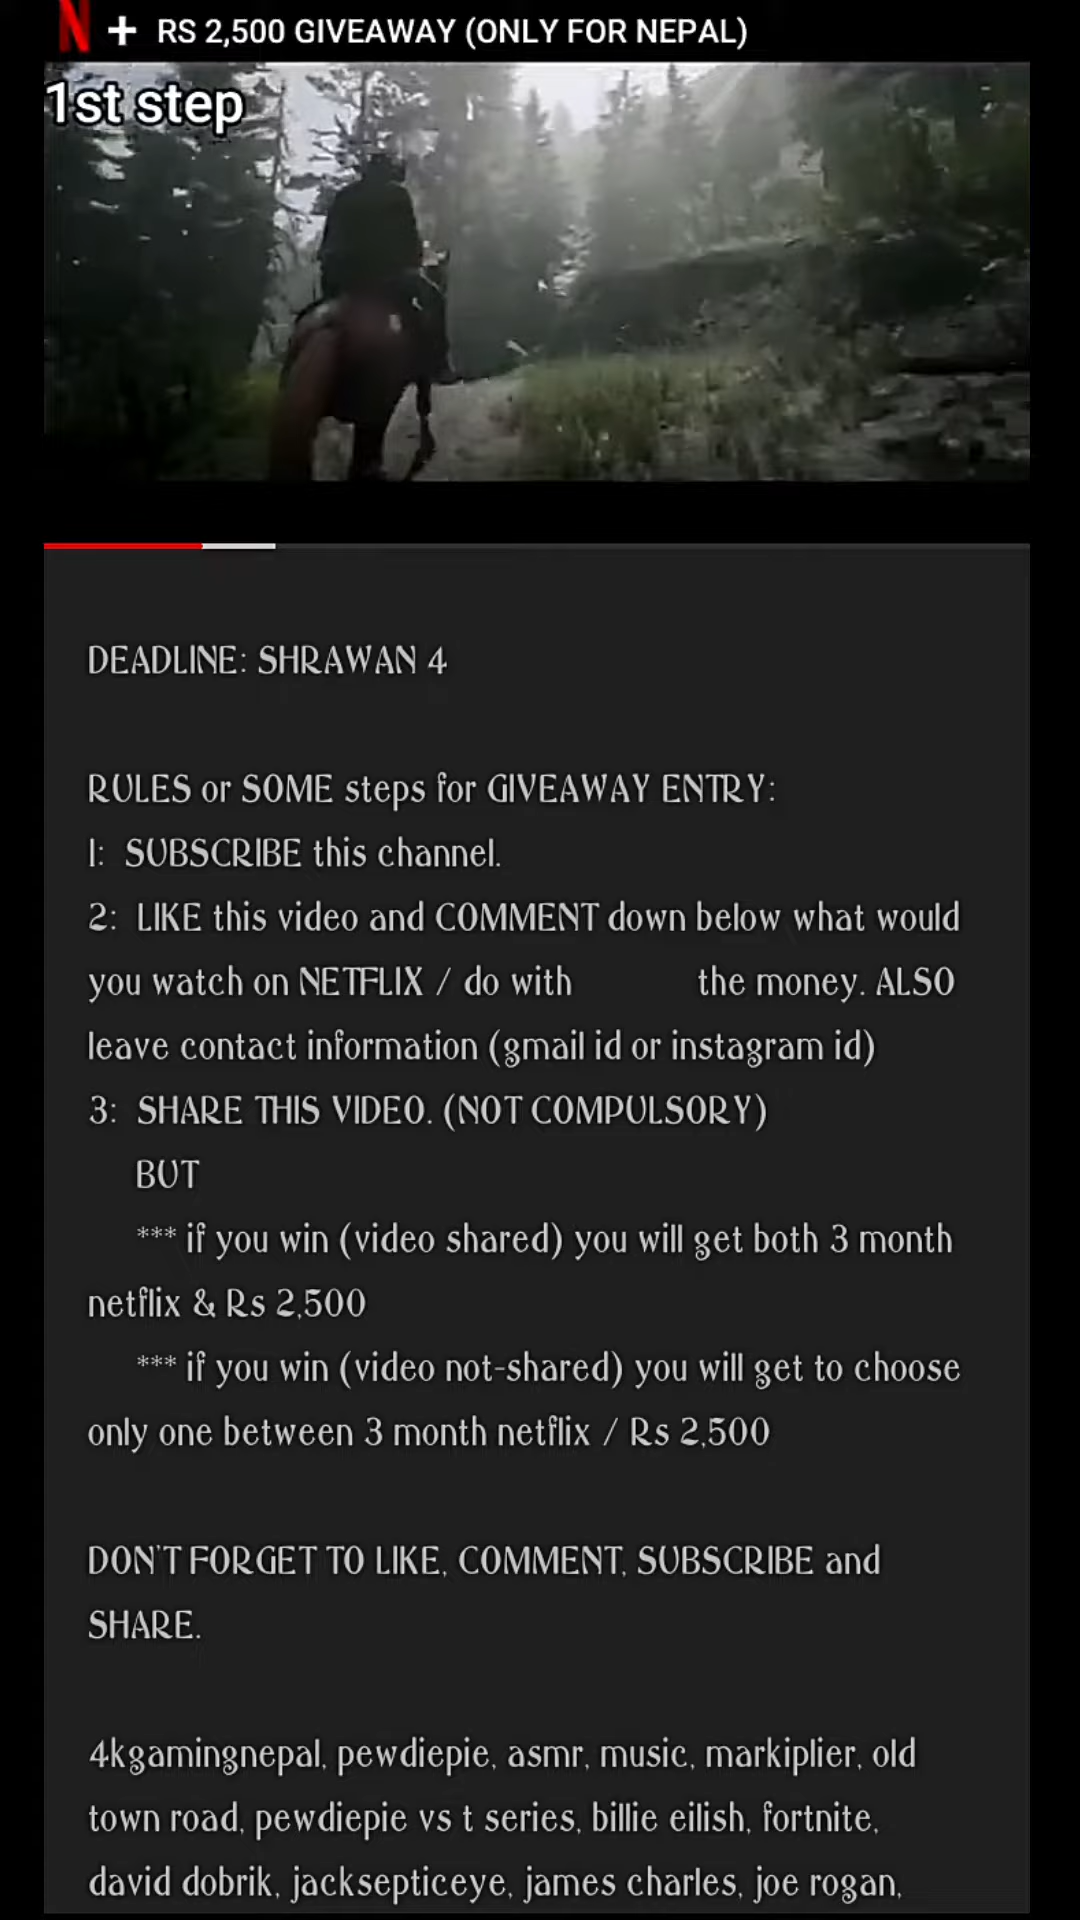 N + RS 2,500 GIVEAWAY (ONLY FOR NEPAL)
1st step
DEADLINE: SHRAWAN 4
RULES or SOME steps for GIVEAWAY ENTRY:
1: SUBSCRIBE this channel.
2: LIKE this video and COMMENT down below what would
you watch on NETFLIX / do with the money. ALSO
leave contact information (gmail id or instagram id)
3: SHARE THIS VIDEO. (NOT COMPULSORY)
BUT
*** if you win (video shared) you will get both 3 month
netflix & Rs 2,500
*** if you win (video not-shared) you will get to choose
only one between 3 month netflix / Rs 2,500
DON'T FORGET TO LIKE, COMMENT, SUBSCRIBE and
SHARE.
4kgamingnepal, pewdiepie, asmr, music, markiplier, old
town road, pewdiepie vs t series, billie eilish, fortnite,
david dobrik, jacksepticeye, james charles, joe rogan,